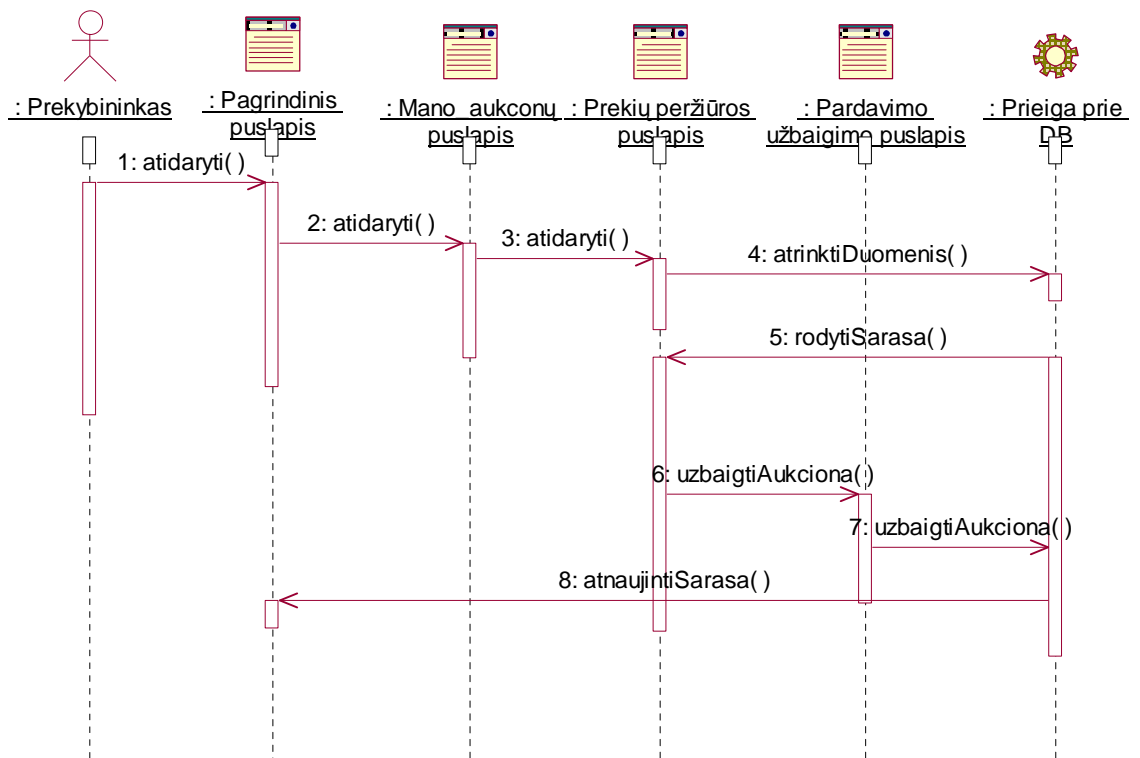 : Prekybininkas
: Pagrindinis
puslapis
: Mano_aukconų
puslapis
: Prekių peržiūros
puslapis
: Pardavimo
užbaigimo puslapis
: Prieiga prie
DB
1: atidaryti( )
2: atidaryti( )
3: atidaryti( )
4: atrinktiDuomenis( )
5: rodytiSarasa( )
6: uzbaigtiAukciona( )
7: uzbaigtiAukciona( )
8: atnaujintiSarasa( )